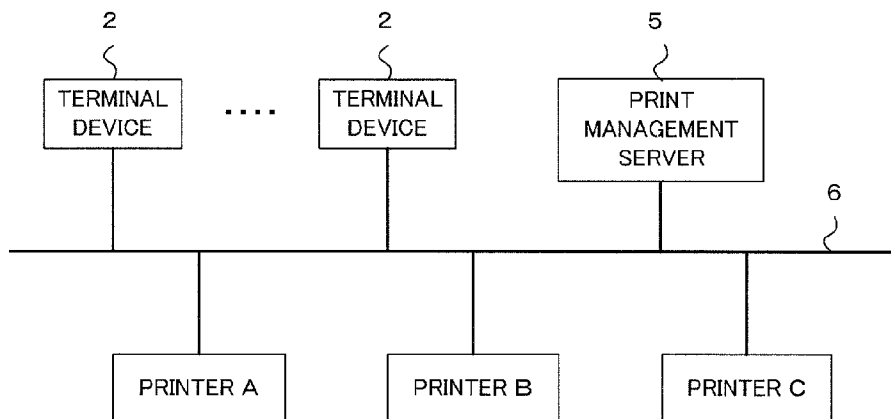 2
2
5
TERMINAL
DEVICE
....
TERMINAL
DEVICE
PRINT
MANAGEMENT
SERVER
6
PRINTER A
PRINTER B
PRINTER C